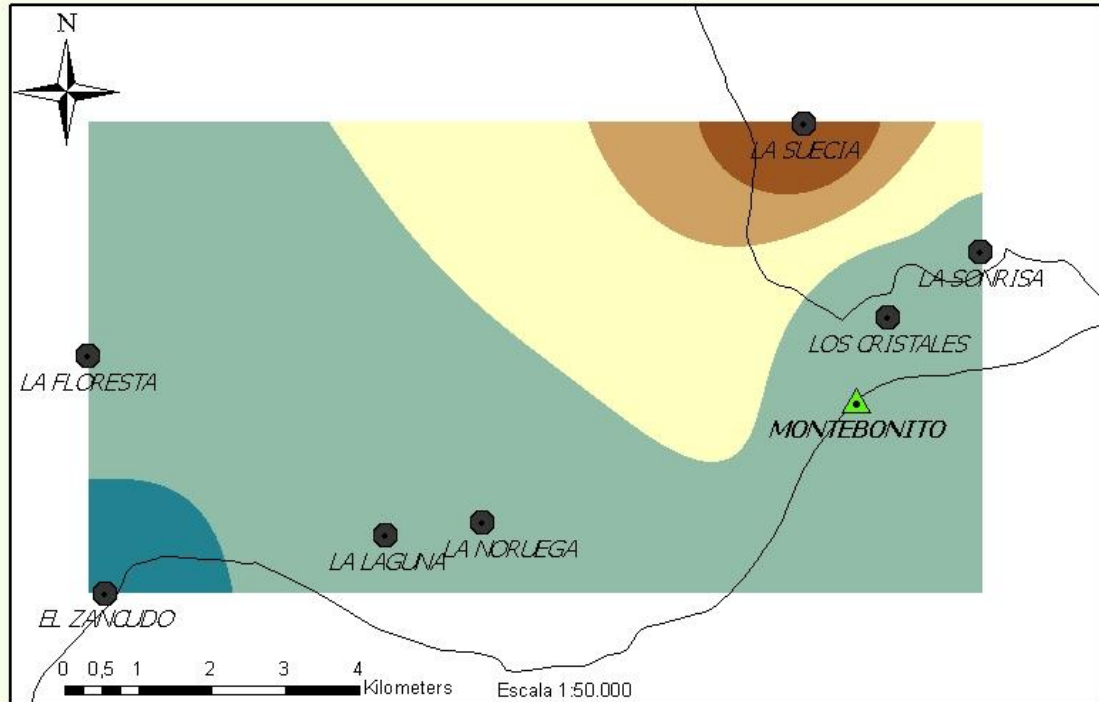 N
LA SUECIA
LA SONRISA
LOS CRISTALES
LA FLORESTA
MONTEBONITO
LA LAGUNA
LA NORUEGA
EL ZANCUDO
0 0,5 1 2 3 4
Kilometers
Escala 1:50.000